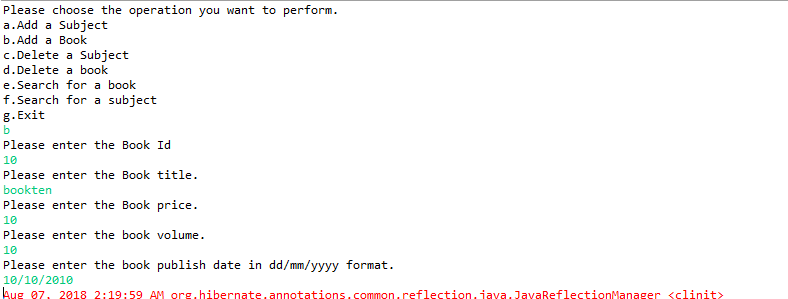 Please choose the operation you want to perform.
a.Add a Subject
b.Add a Book
c.Delete a Subject
d.Delete a book
e.Search for a book
f.Search for a subject
g.Exit
b
Please enter the Book Id
10
Please enter the Book title.
bookten
Please enter the Book price.
10
Please enter the book volume.
10
Please enter the book publish date in dd/mm/yyyy format.
10/10/2010
Aug 07, 2018 2:19:59 AM org.hibernate.annotations.common.reflection.java.JavaReflectionManager <clinit>